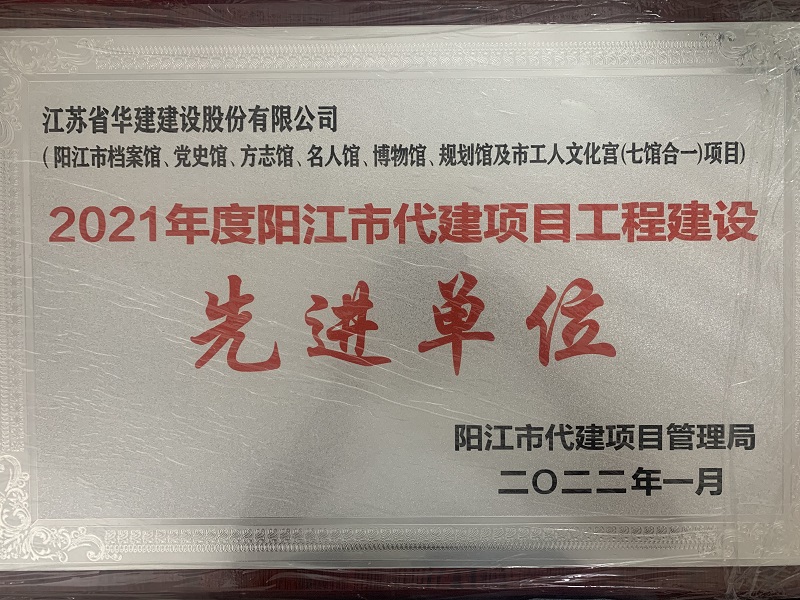 江苏省华建建设股份有限公司
(阳江市档案馆、党史馆、方志馆、名人馆、博物馆、规划馆及市工人文化宫(七馆合一)项目)
2021年度阳江市代建项目工程建设
先进单位
阳江市代建项目管理局
二〇二二年一月